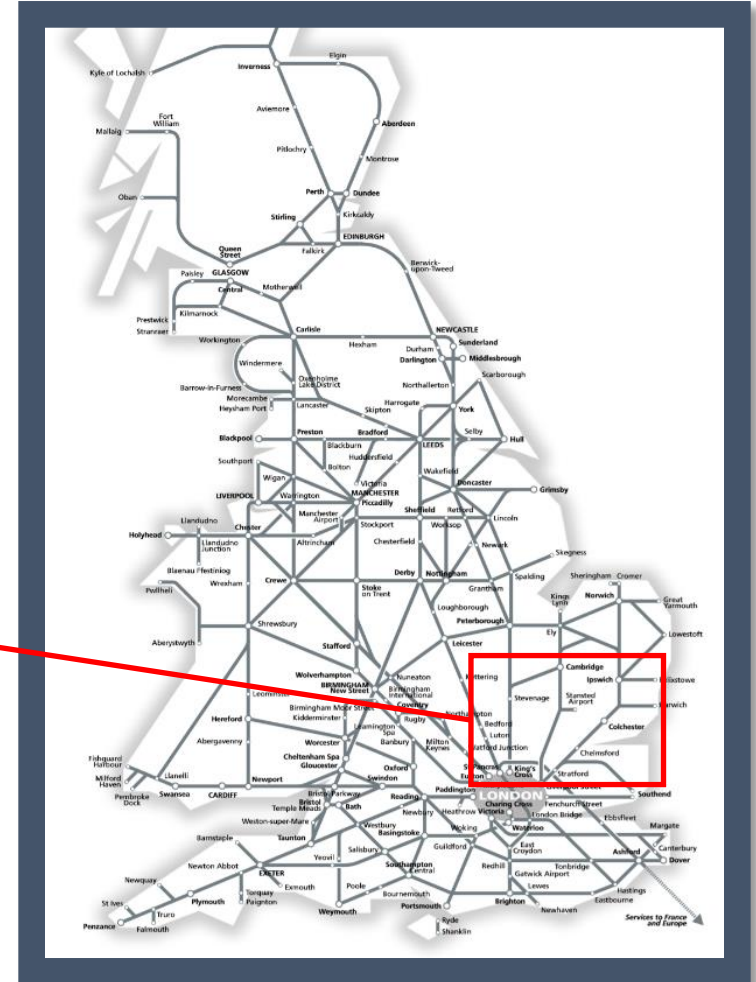 Elgin
Inverness
Kyle of Lochalsh
Aviemore
Fort
William
Aberdeen
Mallaig
Pitlochry
Montrose
Perth
Dundee
Oban
Stirling
Kirkcaldy
EDINBURGH
Queen
Street
Falkirk
Berwick-
upon-Tweed
Paisley
GLASGOW
Central
Motherwell
Prestwick
Kilmarnock
Stranraer
Carlisle
NEWCASTLE
Workington
Hexham
Sunderland
Durham
Darlington
Middlesbrough
Windermere
Scarborough
Oxenholme
Lake District
Barrow-in-Furness
Northallerton
Morecambe
Heysham Port
Lancaster
Harrogate
York
Skipton
Blackpool
Preston
Bradford
LEEDS
Selby
Hull
Blackburn
Huddersfield
Southport
Bolton
Wakefield
Wigan
Victoria
Doncaster
LIVERPOOL
Warrington
MANCHESTER
Piccadilly
Grimsby
Manchester
Airport
Sheffield
Retford
Llandudno
Stockport
Worksop
Lincoln
Holyhead
Chester
Llandudno
Junction
Altrincham
Chesterfield
Newark
Skegness
Blaenau Ffestiniog
Derby
Nottingham
Spalding
Sheringham
Cromer
Pwllheli
Wrexham
Crewe
Stoke
on Trent
Grantham
Kings
Lynn
Norwich
Great
Yarmouth
Loughborough
Peterborough
Shrewsbury
Ely
Lowestoft
Aberystwyth
Stafford
Leicester
Wolverhampton
Cambridge
BIRMINGHAM
New Street
Nuneaton
Kettering
Ipswich
Felixstowe
Birmingham
International
Leominster
Coventry
Stevenage
Stansted
Airport
Birmingham Moor Street
Northampton
Harwich
Kidderminster
Rugby
Bedford
Hereford
Leamington
Spa
Colchester
Abergavenny
Worcester
Banbury
Milton
Keynes
Luton
Watford Junction
Chelmsford
Fishguard
Harbour
Cheltenham Spa
Gloucester
Oxford
St Pancras
King's
Cross
Milford
Haven
Llanelli
Newport
Swindon
Euston
Stratford
Pembroke
Dock
Swansea
CARDIFF
Bristol Parkway
Reading
Paddington
LONDON
Liverpool Street
Southend
Bristol
Temple Meads
Bath
Newbury
Heathrow
Charing Cross
Fenchurch Street
Weston-super-Mare
Victoria
London Bridge
Ebbsfleet
Barnstaple
Taunton
Westbury
Basingstoke
Woking
Waterloo
Margate
Yeovil
Salisbury
Guildford
East
Croydon
Canterbury
Newton Abbot
EXETER
Southampton
Central
Redhill
Tonbridge
Ashford
Dover
Newquay
Exmouth
Poole
Gatwick Airport
St Ives
Torquay
Paignton
Bournemouth
Lewes
Hastings
Plymouth
Weymouth
Portsmouth
Brighton
Eastbourne
Truro
Newhaven
Penzance
Falmouth
Ryde
Shanklin
Services to France
and Europe